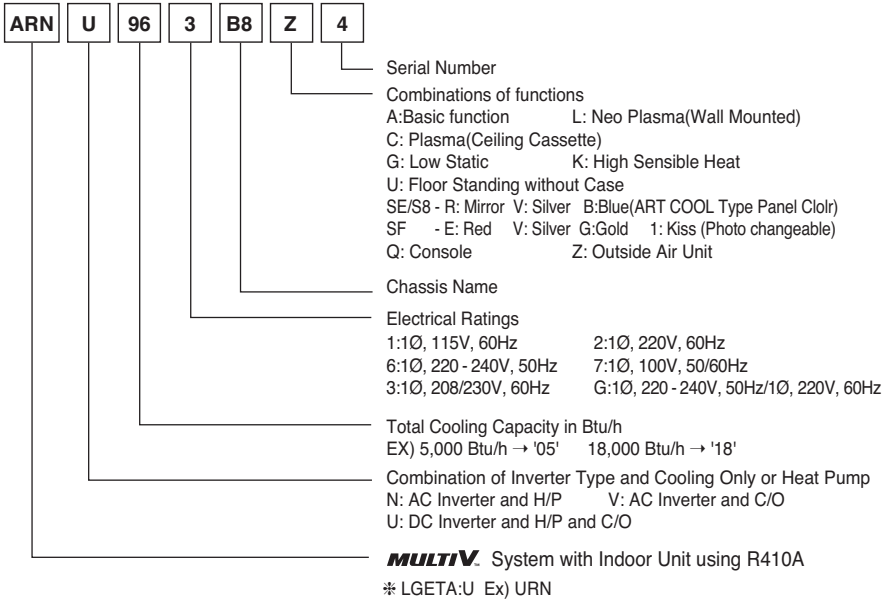 ARN U 96 3 B8 Z 4
Serial Number
Combinations of functions
A:Basic function L: Neo Plasma(Wall Mounted)
C: Plasma(Ceiling Cassette)
G: Low Static K: High Sensible Heat
U: Floor Standing without Case
SE/S8 - R: Mirror V: Silver B:Blue(ART COOL Type Panel Clolr)
SF - E: Red V: Silver G:Gold 1: Kiss (Photo changeable)
Q: Console Z: Outside Air Unit
Chassis Name
Electrical Ratings
1:1Ø, 115V, 60Hz 2:1Ø, 220V, 60Hz
6:1Ø, 220 - 240V, 50Hz 7:1Ø, 100V, 50/60Hz
3:1Ø, 208/230V, 60Hz G:1Ø, 220 - 240V, 50Hz/1Ø, 220V, 60Hz
Total Cooling Capacity in Btu/h
EX) 5,000 Btu/h → '05' 18,000 Btu/h → '18'
Combination of Inverter Type and Cooling Only or Heat Pump
N: AC Inverter and H/P V: AC Inverter and C/O
U: DC Inverter and H/P and C/O
MULTI V. System with Indoor Unit using R410A
❈ LGETA:U Ex) URN